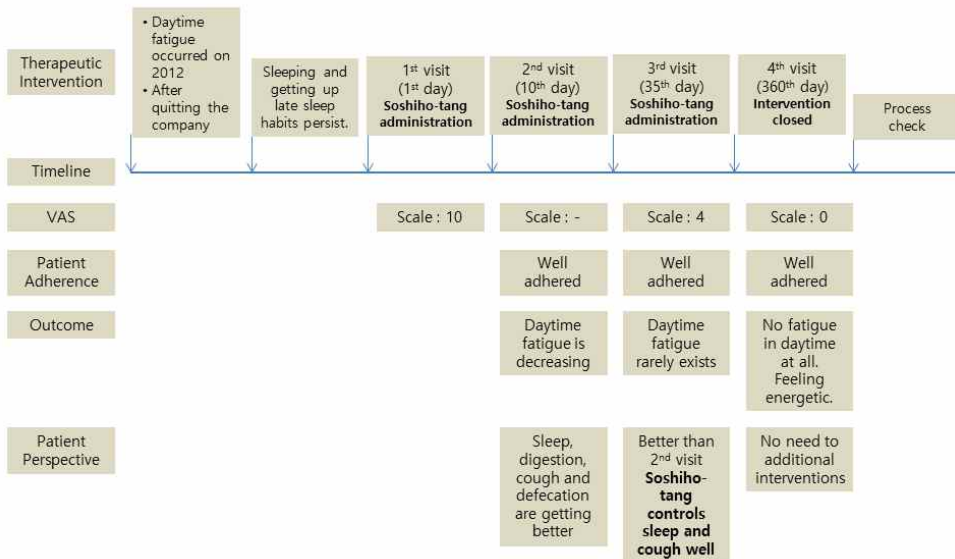 Therapeutic
Intervention
• Daytime
fatigue
occurred on
2012
• After
quitting the
company
Sleeping and
getting up
late sleep
habits persist.
1st visit
(1st day)
Soshiho-tang
administration
2nd visit
(10th day)
Soshiho-tang
administration
3rd visit
(35th day)
Soshiho-tang
administration
4th visit
(360th day)
Intervention
closed
Process
check
Timeline
VAS
Scale : 10
Scale : -
Scale : 4
Scale : 0
Patient
Adherence
Well
adhered
Well
adhered
Well
adhered
Outcome
Daytime
fatigue is
decreasing
Daytime
fatigue
rarely exists
No fatigue
in daytime
at all.
Feeling
energetic.
Patient
Perspective
Sleep,
digestion,
cough and
defecation
are getting
better
Better than
2nd visit
Soshiho-
tang
controls
sleep and
cough well
No need to
additional
interventions